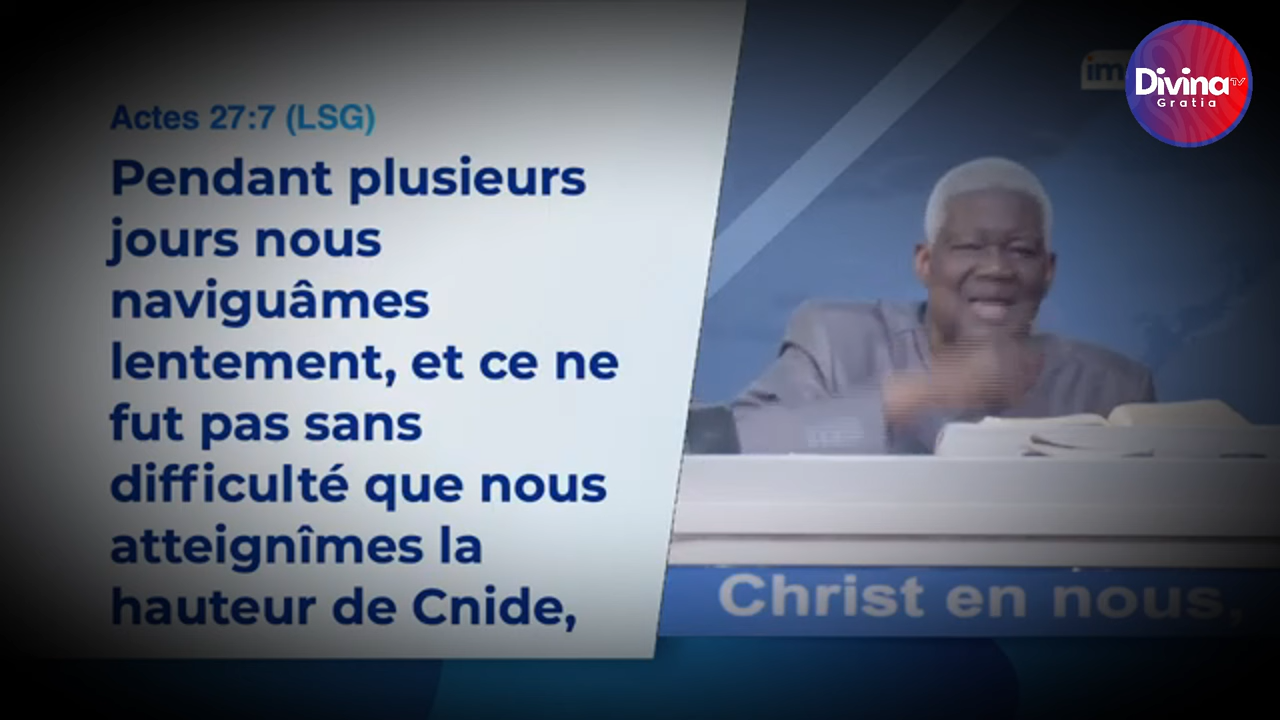 Actes 27:7 (LSG)
Pendant plusieurs
jours nous
naviguâmes
lentement, et ce ne
fut pas sans
difficulté que nous
atteignîmes la
hauteur de Cnide,
Divina TV
Gratia
Christ en nous,